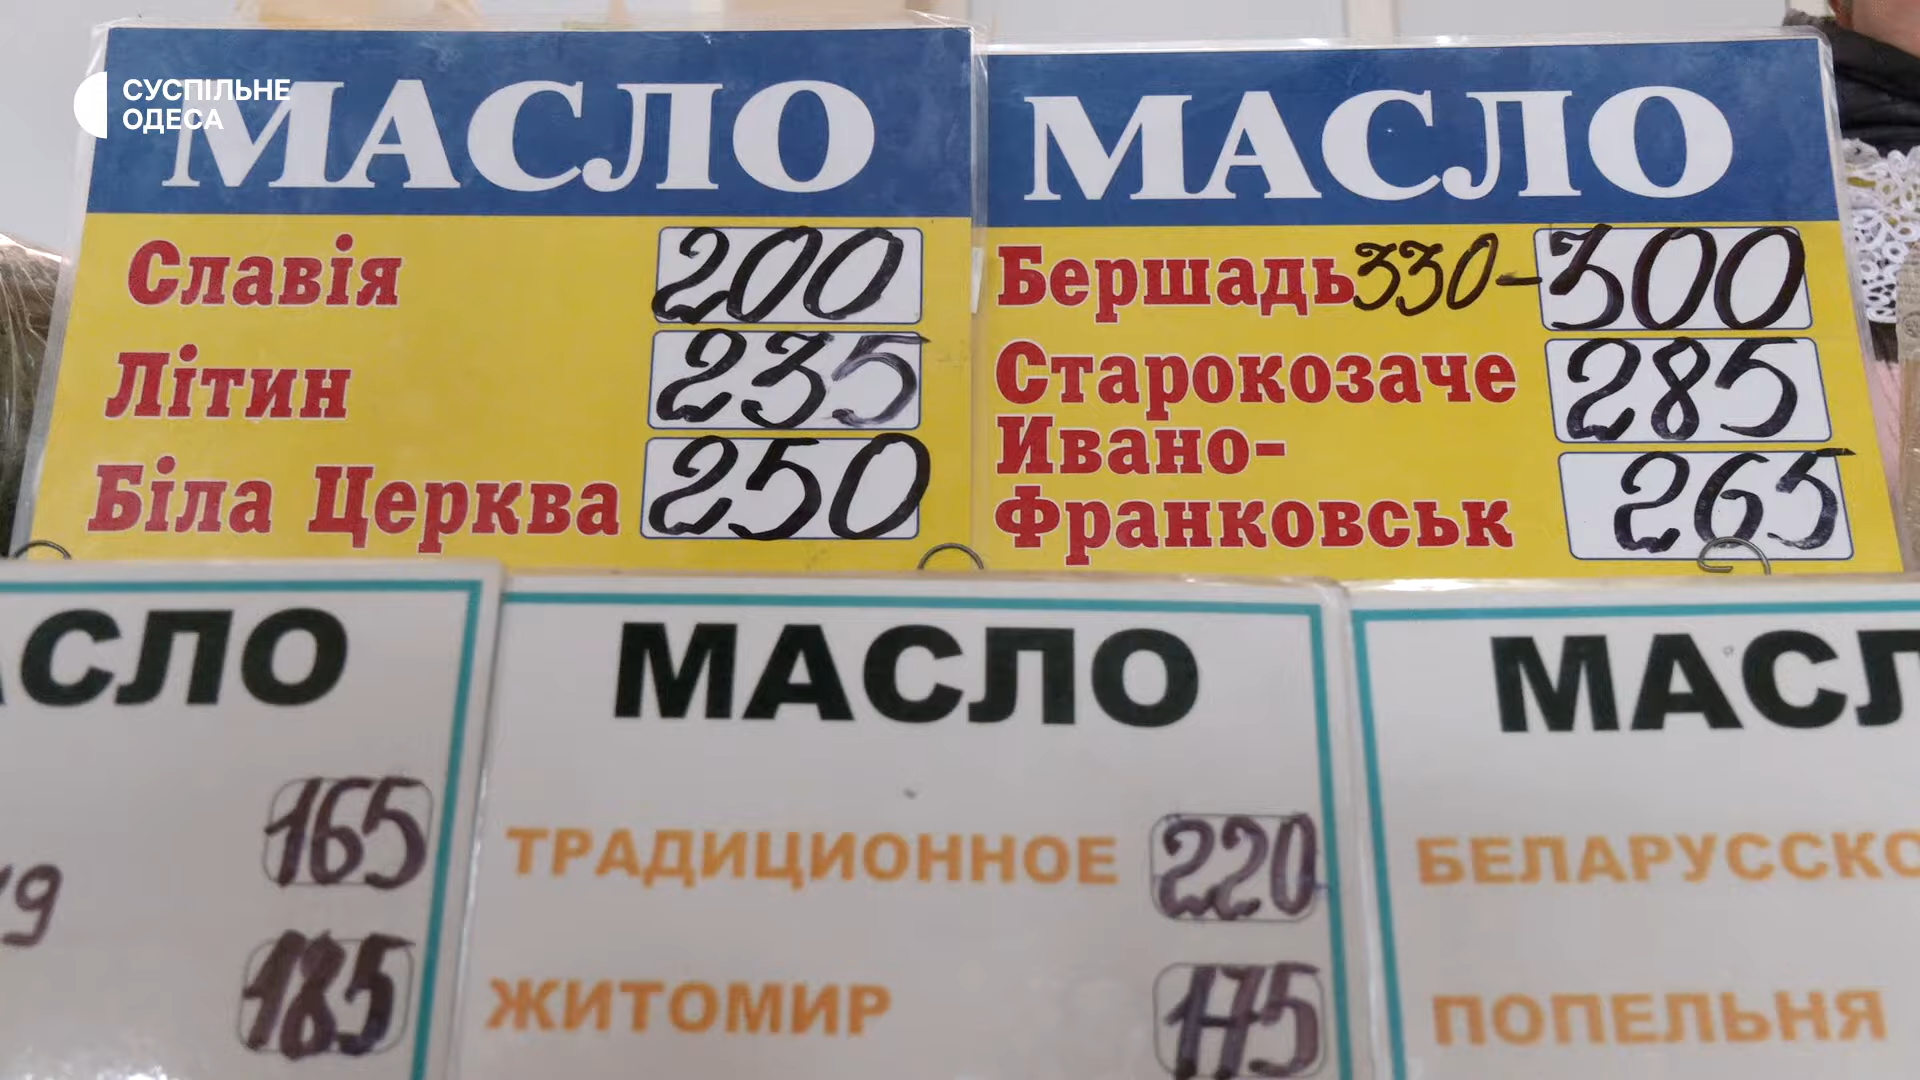 СУСПІЛЬНЕ
ОДЕСА
МАСЛО
Славія 200
Літин 235
Біла Церква 250
МАСЛО
Бершадь 330-300
Старокозаче 285
Ивано-
Франковськ 265
АСЛО
165
185
МАСЛО
ТРАДИЦИОННОЕ 220
ЖИТОМИР 175
МАСЛ
БЕЛАРУССКО
ПОПЕЛЬНЯ